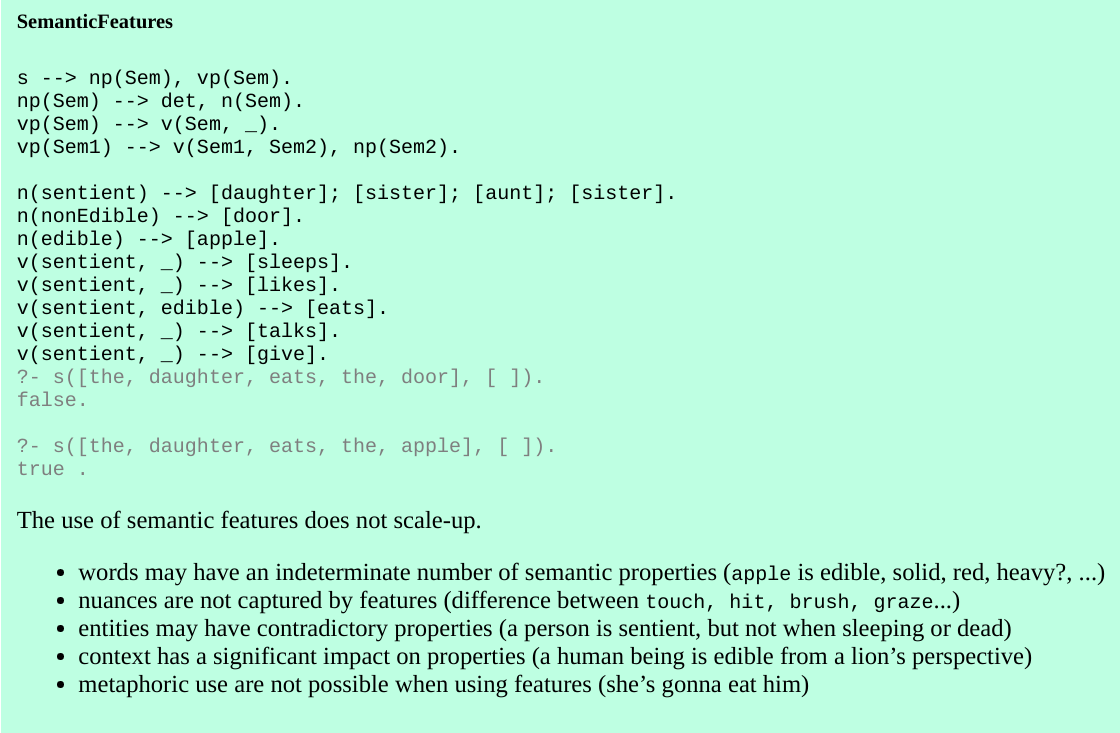 SemanticFeatures
s --> np(Sem), vp(Sem).
np(Sem) --> det, n(Sem).
vp(Sem) --> v(Sem, _).
vp(Sem1) --> v(Sem1, Sem2), np(Sem2).
n(sentient) --> [daughter]; [sister]; [aunt]; [sister].
n(nonEdible) --> [door].
n(edible) --> [apple].
v(sentient, _) --> [sleeps].
v(sentient, _) --> [likes].
v(sentient, edible) --> [eats].
v(sentient, _) --> [talks].
v(sentient, _) --> [give].
?- s([the, daughter, eats, the, door], [ ]).
false.
?- s([the, daughter, eats, the, apple], [ ]).
true .
The use of semantic features does not scale-up.
• words may have an indeterminate number of semantic properties (apple is edible, solid, red, heavy?, ...)
• nuances are not captured by features (difference between touch, hit, brush, graze...)
• entities may have contradictory properties (a person is sentient, but not when sleeping or dead)
• context has a significant impact on properties (a human being is edible from a lion’s perspective)
• metaphoric use are not possible when using features (she’s gonna eat him)